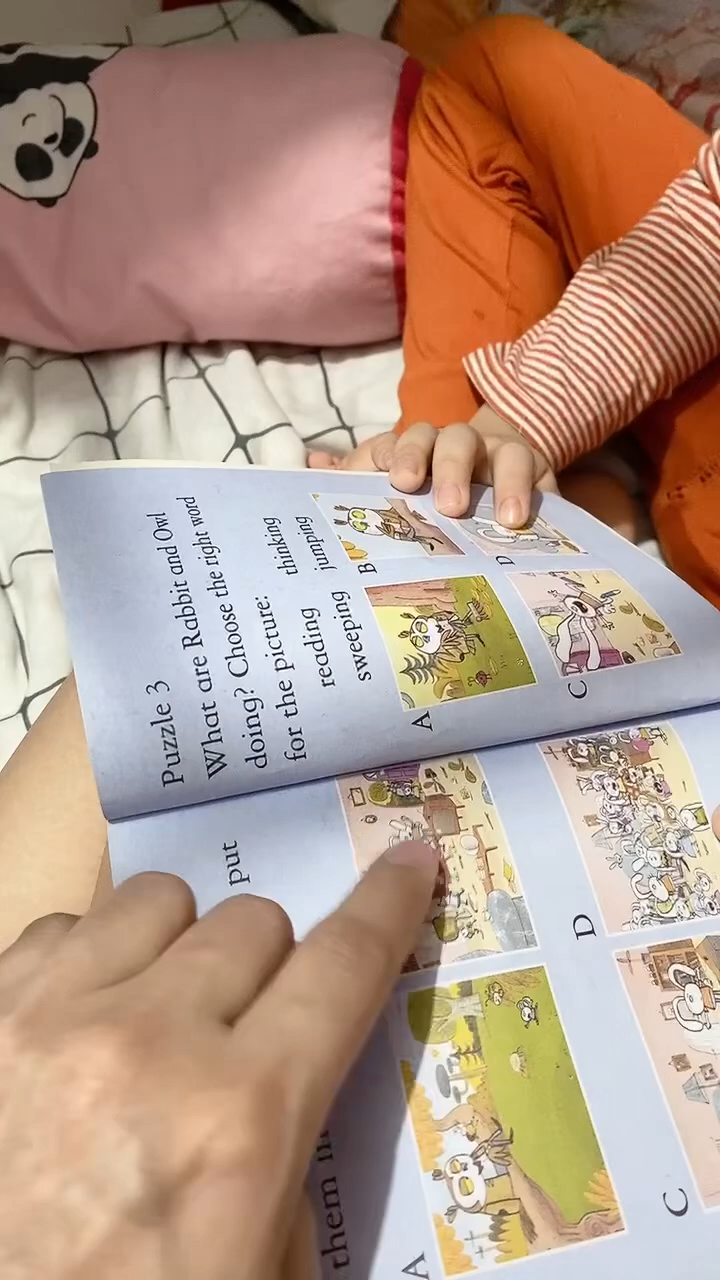 put
them in
A
D
C
Puzzle 3
What are Rabbit and Owl
doing? Choose the right word
for the picture:
reading thinking
sweeping jumping
A
B
C
D